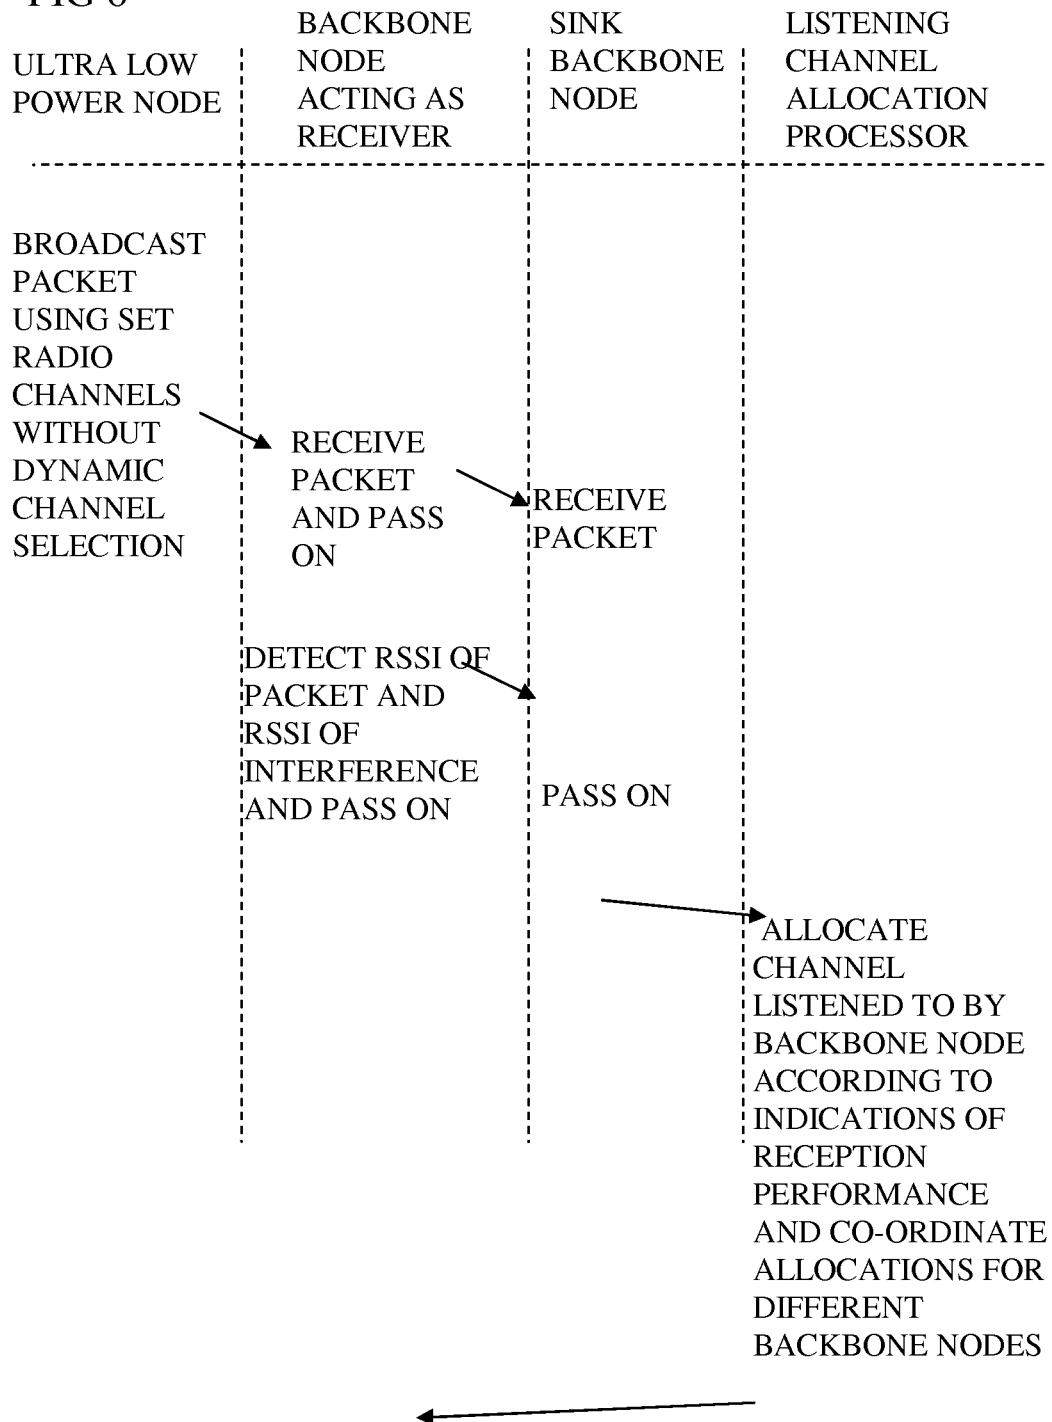 ULTRA LOW
POWER NODE
BACKBONE
NODE
ACTING AS
RECEIVER
SINK
BACKBONE
NODE
LISTENING
CHANNEL
ALLOCATION
PROCESSOR
BROADCAST
PACKET
USING SET
RADIO
CHANNELS
WITHOUT
DYNAMIC
CHANNEL
SELECTION
RECEIVE
PACKET
AND PASS
ON
RECEIVE
PACKET
DETECT RSSI OF
PACKET AND
RSSI OF
INTERFERENCE
AND PASS ON
PASS ON
ALLOCATE
CHANNEL
LISTENED TO BY
BACKBONE NODE
ACCORDING TO
INDICATIONS OF
RECEPTION
PERFORMANCE
AND CO-ORDINATE
ALLOCATIONS FOR
DIFFERENT
BACKBONE NODES